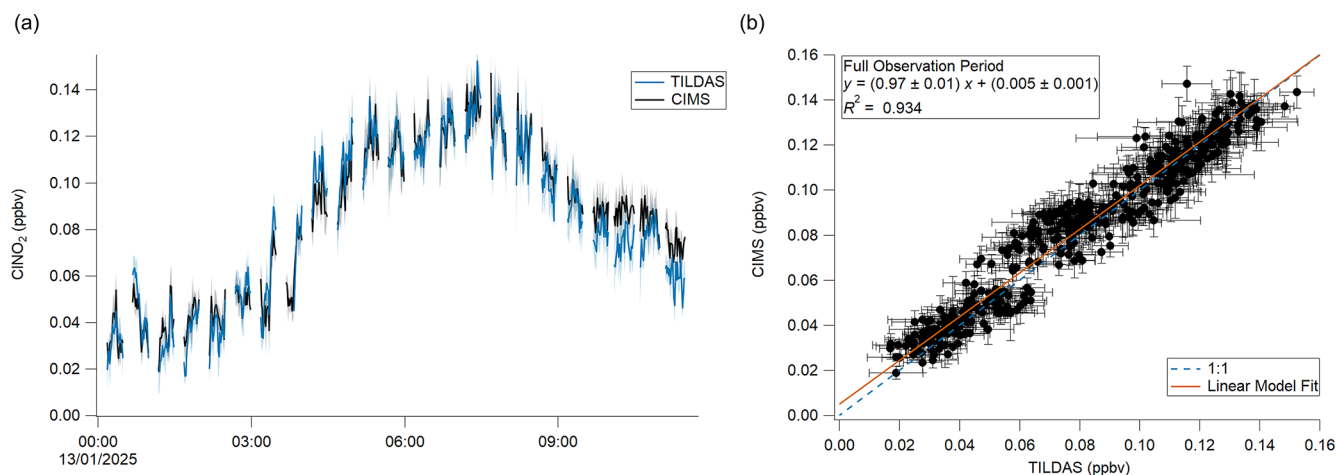 (a)
ClNO2 (ppbv)
0.14
0.12
0.10
0.08
0.06
0.04
0.02
0.00
TILDAS
CIMS
00:00
03:00
06:00
09:00
13/01/2025
(b)
CIMS (ppbv)
0.16
0.14
0.12
0.10
0.08
0.06
0.04
0.02
0.00
Full Observation Period
y = (0.97 ± 0.01) x + (0.005 ± 0.001)
R² = 0.934
1:1
Linear Model Fit
0.00
0.02
0.04
0.06
0.08
0.10
0.12
0.14
0.16
TILDAS (ppbv)